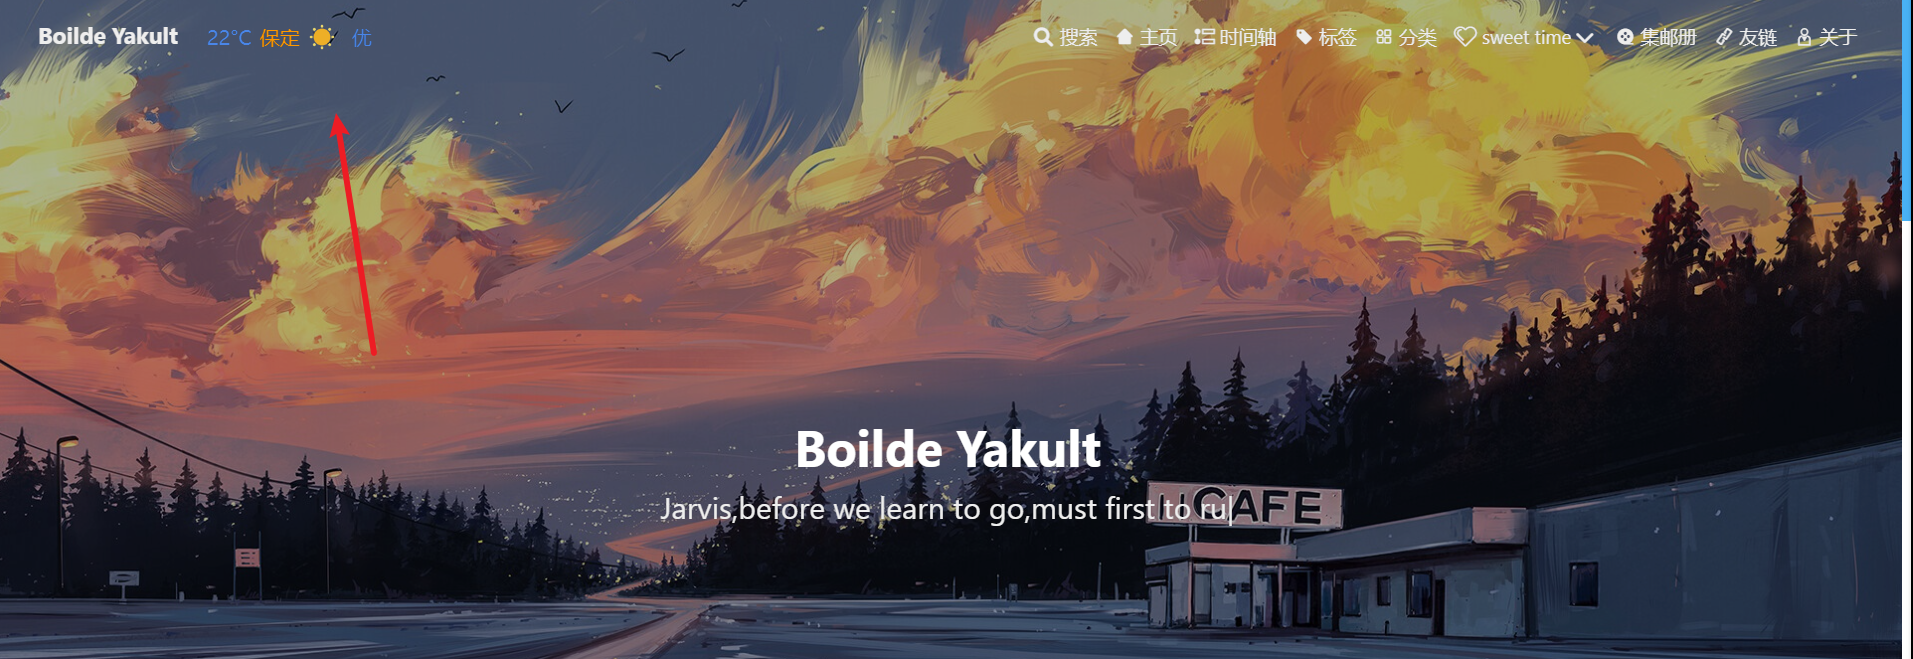 Boilde Yakult 22°C 保定 优 搜索 主页 时间轴 标签 分类 sweet time 集邮册 友链 关于
Boilde Yakult
Jarvis,before we learn to go,must first to ru|
CAFE